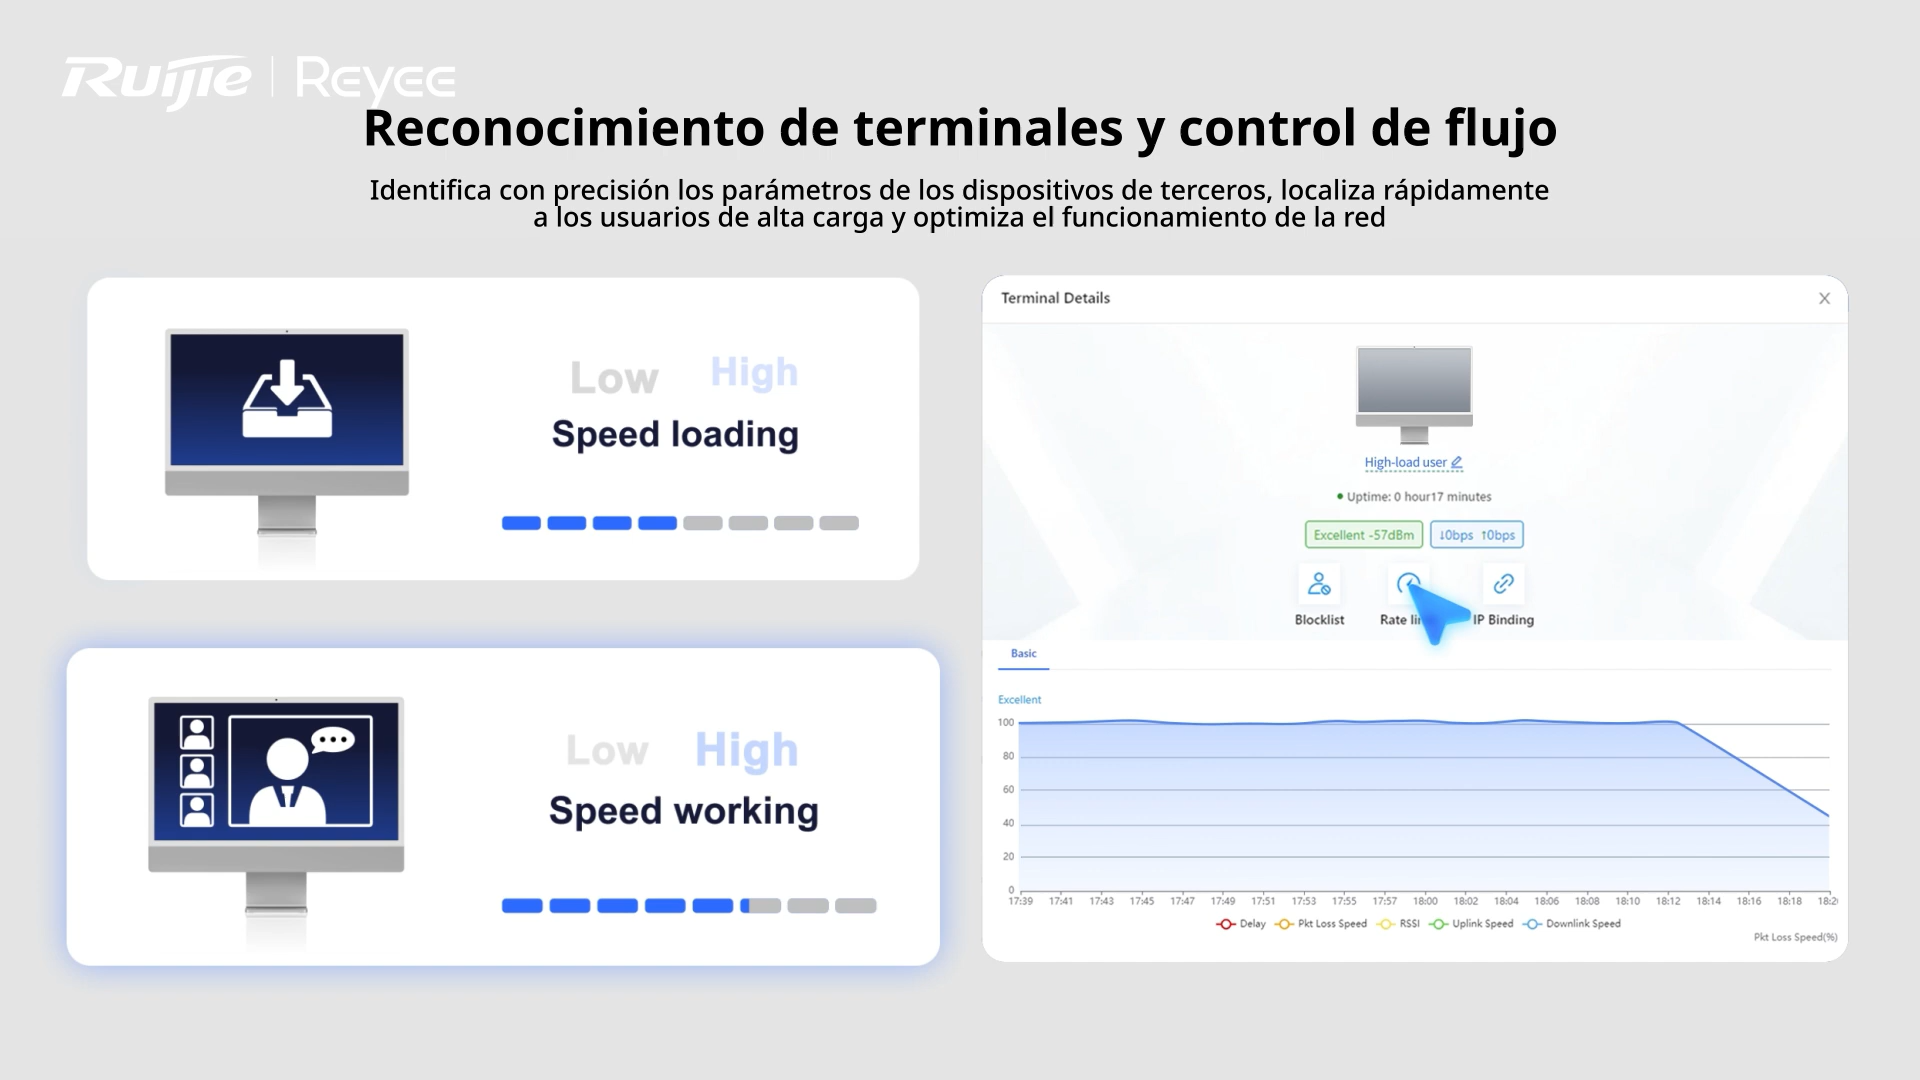 Ruijie | Reyee
Reconocimiento de terminales y control de flujo
Identifica con precisión los parámetros de los dispositivos de terceros, localiza rápidamente
a los usuarios de alta carga y optimiza el funcionamiento de la red
Low High
Speed loading
Low High
Speed working
Terminal Details
High-load user
Uptime: 0 hour17 minutes
Excellent -57dBm ↓0bps ↑0bps
Blocklist Rate IP Binding
Basic
Excellent
100
80
60
40
20
0
17:39 17:41 17:43 17:45 17:47 17:49 17:51 17:53 17:55 17:57 18:00 18:02 18:04 18:06 18:08 18:10 18:12 18:14 18:16 18:18
Delay Pkt Loss Speed RSSI Uplink Speed Downlink Speed
Pkt Loss Speed(%)